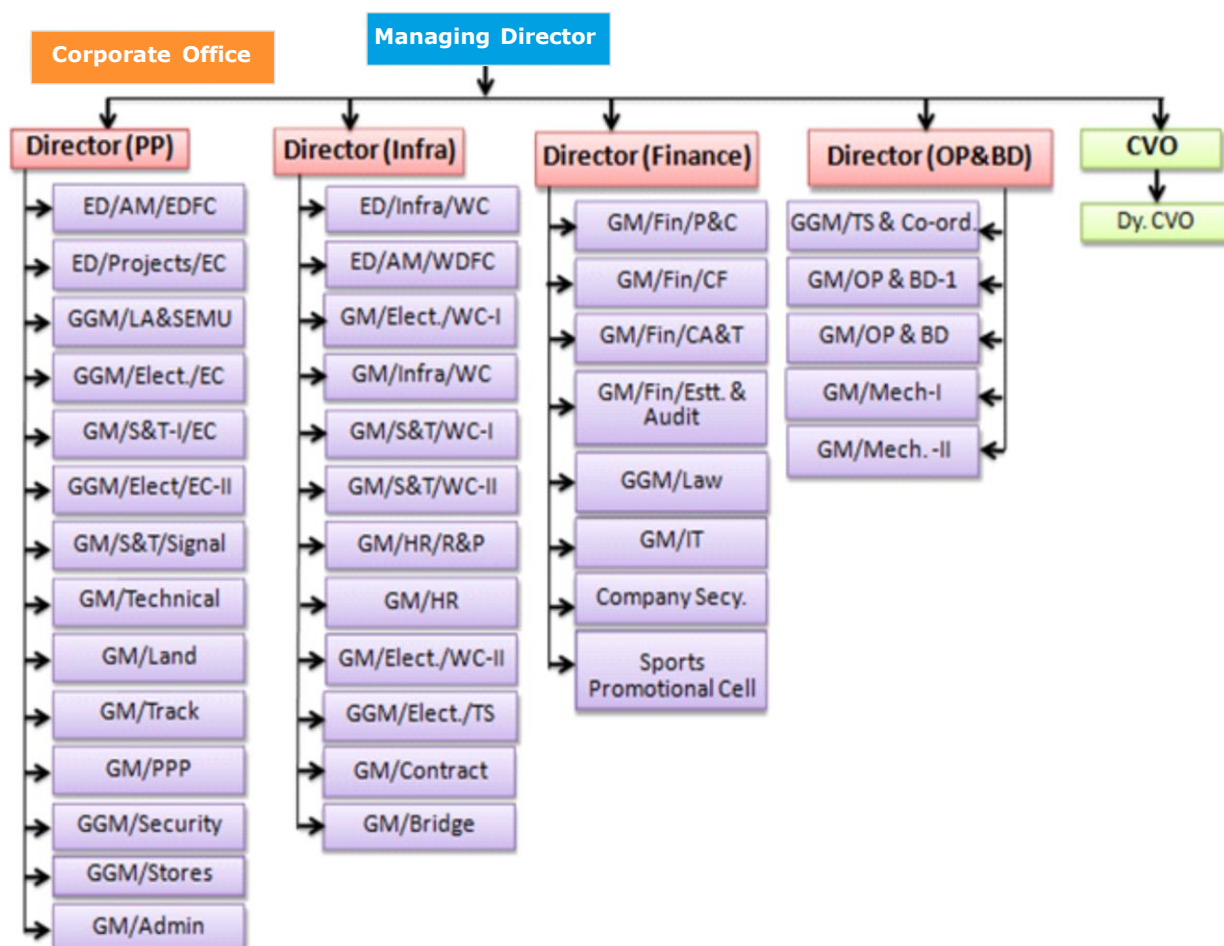 Corporate Office
Managing Director
Director (PP)
ED/AM/EDFC
ED/Projects/EC
GGM/LA&SEMU
GGM/Elect./EC
GM/S&T-I/EC
GGM/Elect/EC-II
GM/S&T/Signal
GM/Technical
GM/Land
GM/Track
GM/PPP
GGM/Security
GGM/Stores
GM/Admin
Director (Infra)
ED/Infra/WC
ED/AM/WDFC
GM/Elect./WC-I
GM/Infra/WC
GM/S&T/WC-I
GM/S&T/WC-II
GM/HR/R&P
GM/HR
GM/Elect./WC-II
GGM/Elect./TS
GM/Contract
GM/Bridge
Director (Finance)
GM/Fin/P&C
GM/Fin/CF
GM/Fin/CA&T
GM/Fin/Estt. &
Audit
GGM/Law
GM/IT
Company Secy.
Sports
Promotional Cell
Director (OP&BD)
GGM/TS & Co-ord.
GM/OP & BD-1
GM/OP & BD
GM/Mech-I
GM/Mech. -II
CVO
Dy. CVO